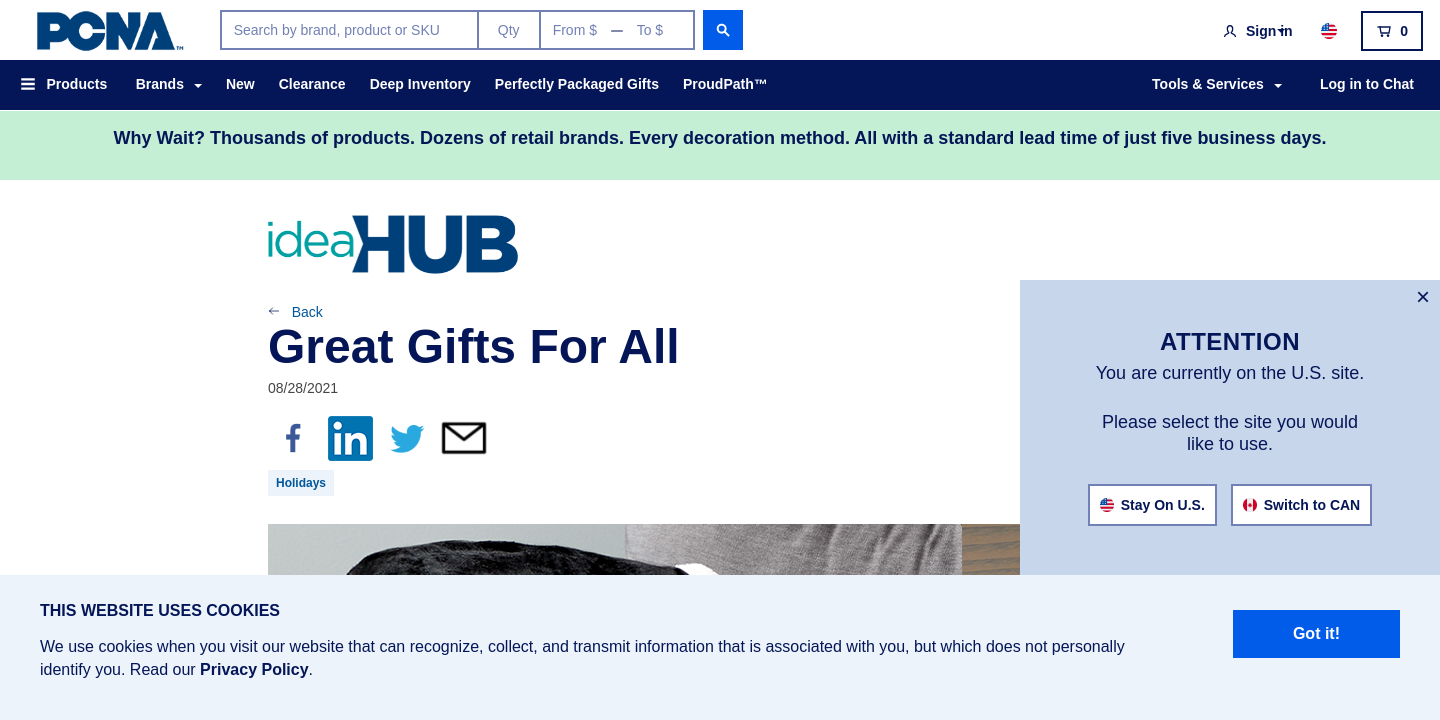 PCNA™
Search by brand, product or SKU
Qty
From $ — To $
Sign In
0
Products
Brands
New
Clearance
Deep Inventory
Perfectly Packaged Gifts
ProudPath™
Tools & Services
Log in to Chat
Why Wait? Thousands of products. Dozens of retail brands. Every decoration method. All with a standard lead time of just five business days.
ideaHUB
Back
Great Gifts For All
08/28/2021
Holidays
×
ATTENTION
You are currently on the U.S. site.
Please select the site you would
like to use.
Stay On U.S.
Switch to CAN
THIS WEBSITE USES COOKIES
We use cookies when you visit our website that can recognize, collect, and transmit information that is associated with you, but which does not personally
identify you. Read our Privacy Policy.
Got it!